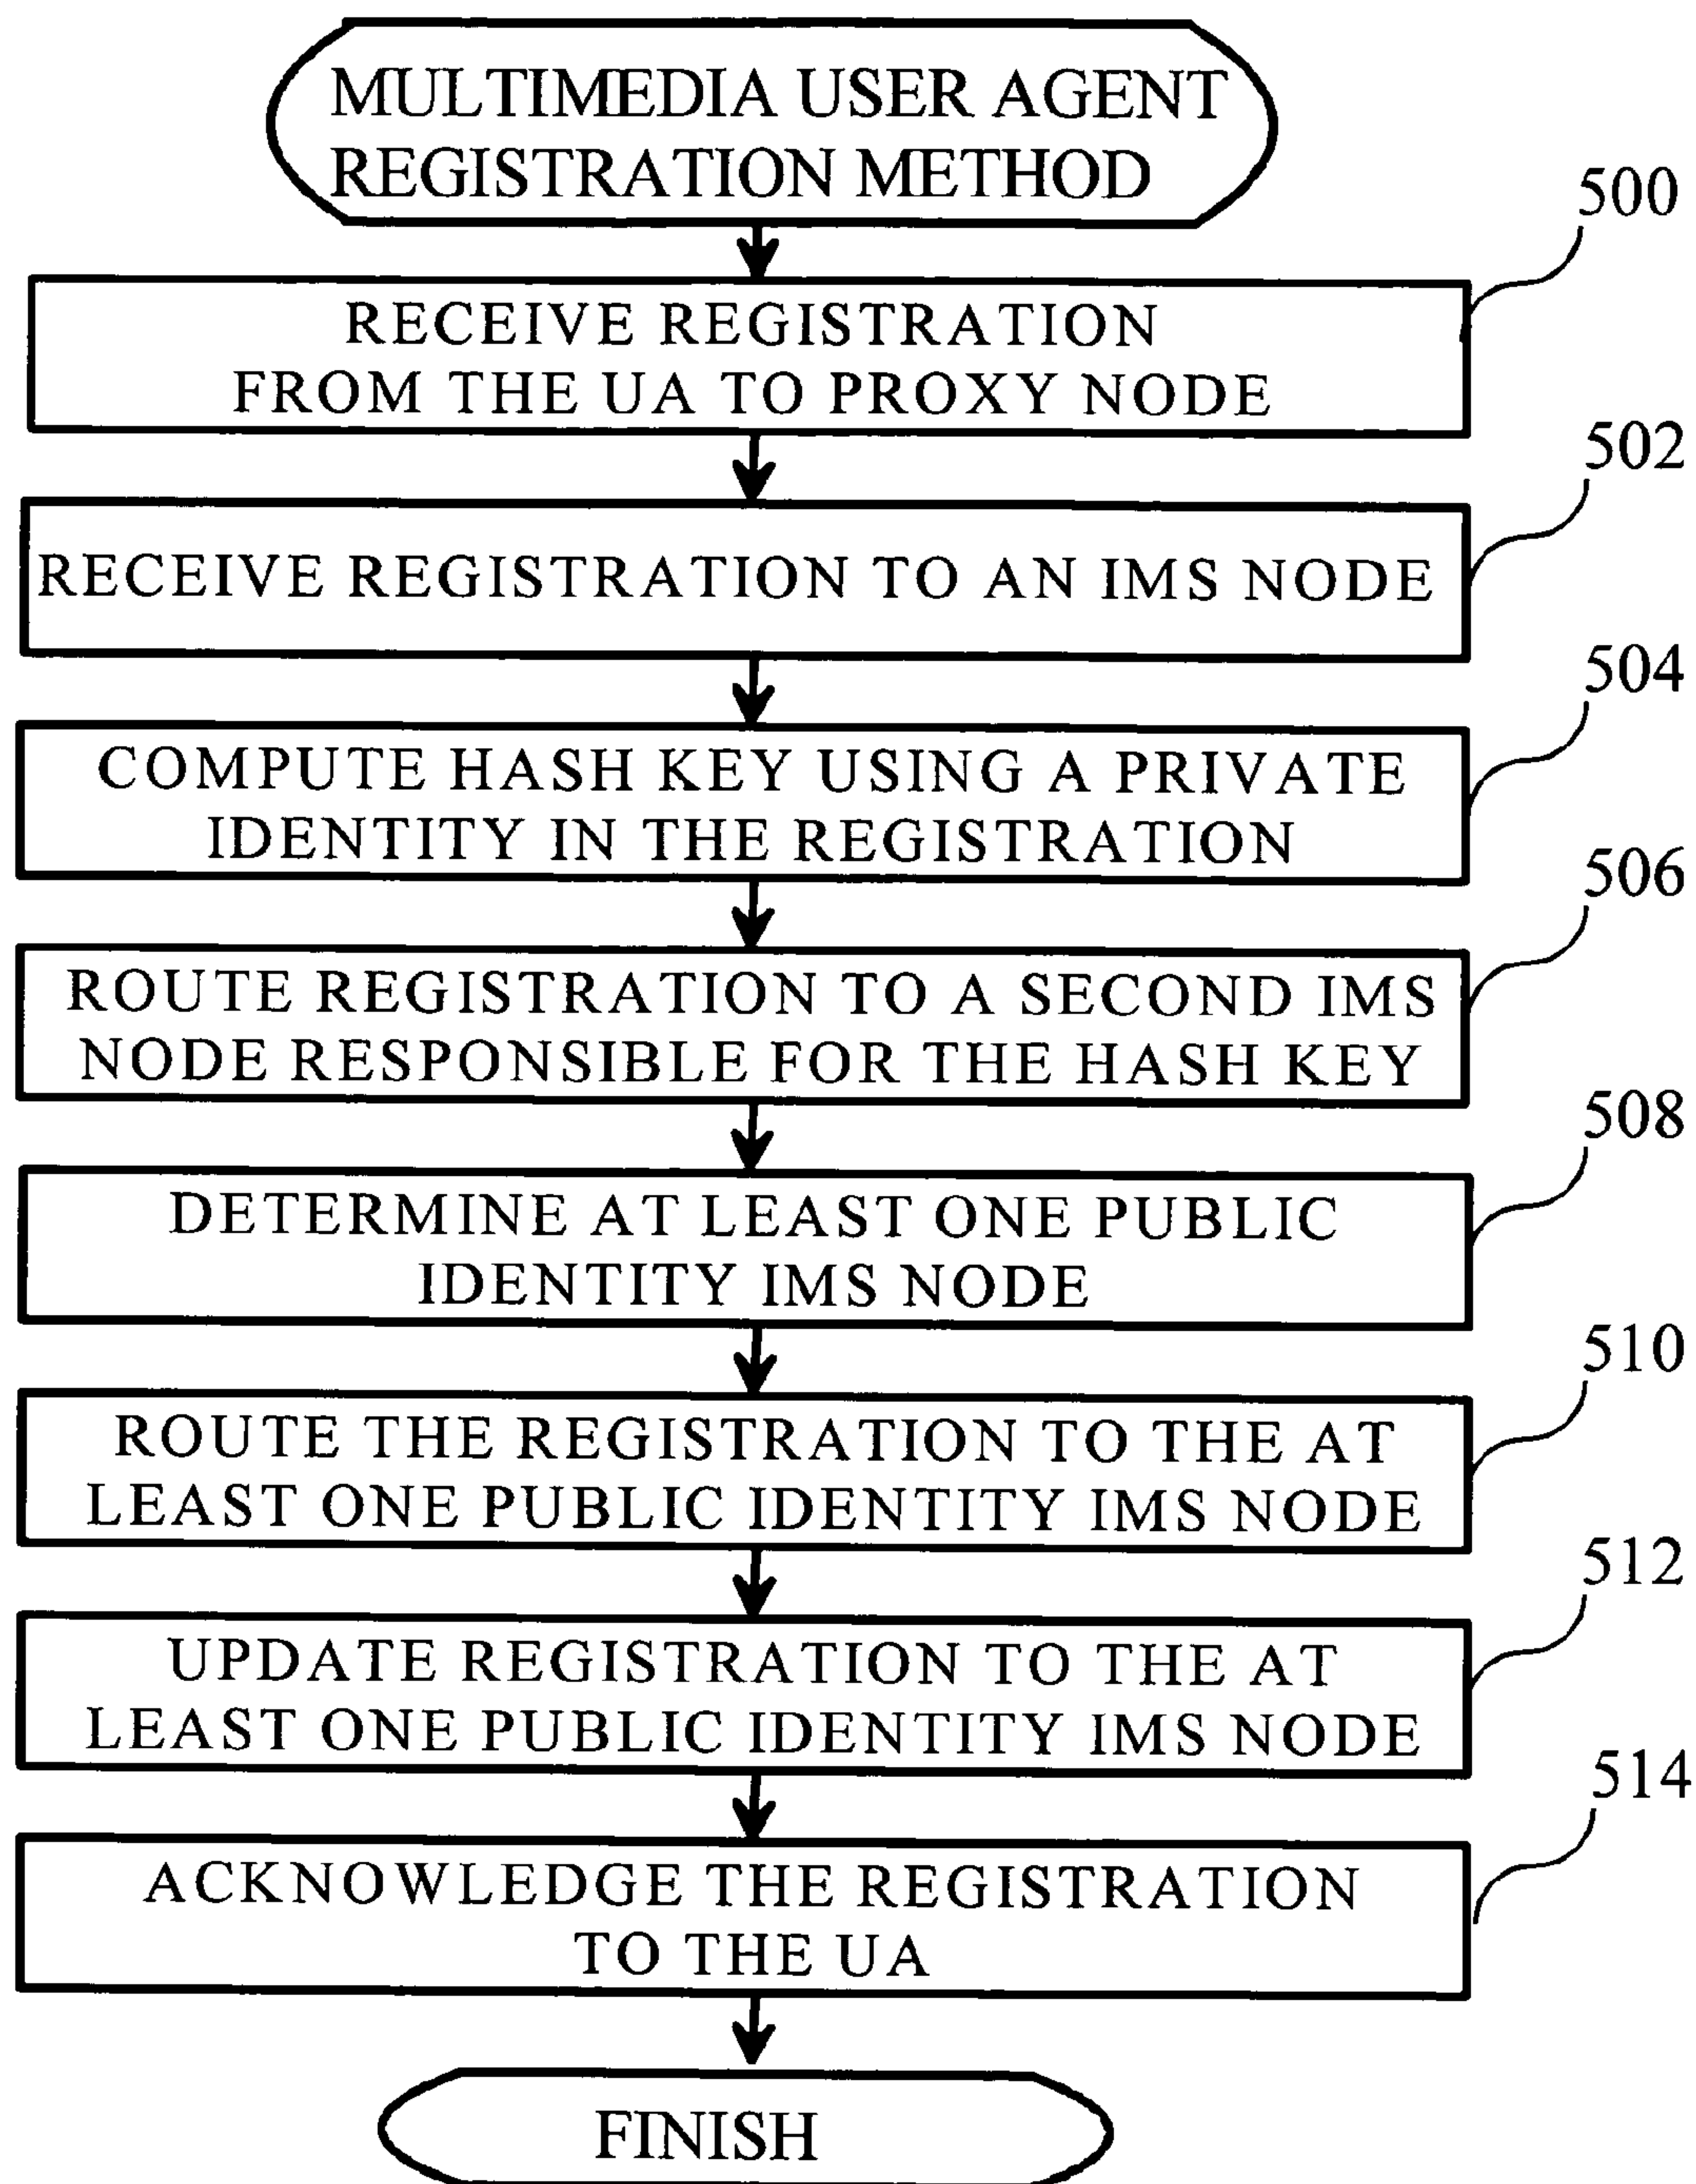 MULTIMEDIA USER AGENT
REGISTRATION METHOD
500
RECEIVE REGISTRATION
FROM THE UA TO PROXY NODE
502
RECEIVE REGISTRATION TO AN IMS NODE
504
COMPUTE HASH KEY USING A PRIVATE
IDENTITY IN THE REGISTRATION
506
ROUTE REGISTRATION TO A SECOND IMS
NODE RESPONSIBLE FOR THE HASH KEY
508
DETERMINE AT LEAST ONE PUBLIC
IDENTITY IMS NODE
510
ROUTE THE REGISTRATION TO THE AT
LEAST ONE PUBLIC IDENTITY IMS NODE
512
UPDATE REGISTRATION TO THE AT
LEAST ONE PUBLIC IDENTITY IMS NODE
514
ACKNOWLEDGE THE REGISTRATION
TO THE UA
FINISH